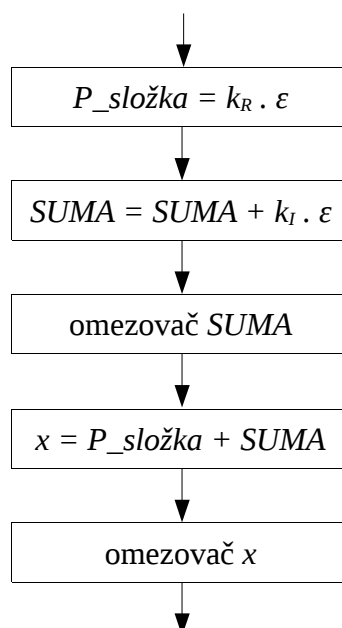 P_složka = kR . ε
SUMA = SUMA + kI . ε
omezovač SUMA
x = P_složka + SUMA
omezovač x